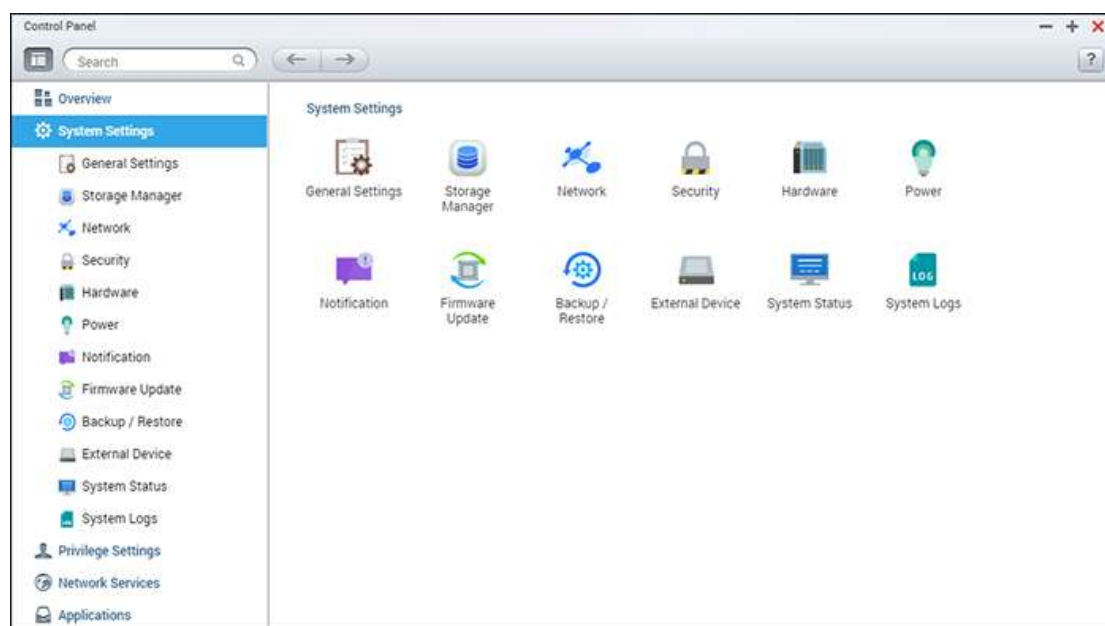 Control Panel
Search
?
Overview
System Settings
General Settings
Storage Manager
Network
Security
Hardware
Power
Notification
Firmware Update
Backup / Restore
External Device
System Status
System Logs
Privilege Settings
Network Services
Applications
System Settings
General Settings
Storage
Manager
Network
Security
Hardware
Power
Notification
Firmware
Update
Backup /
Restore
External Device
System Status
LOG
System Logs